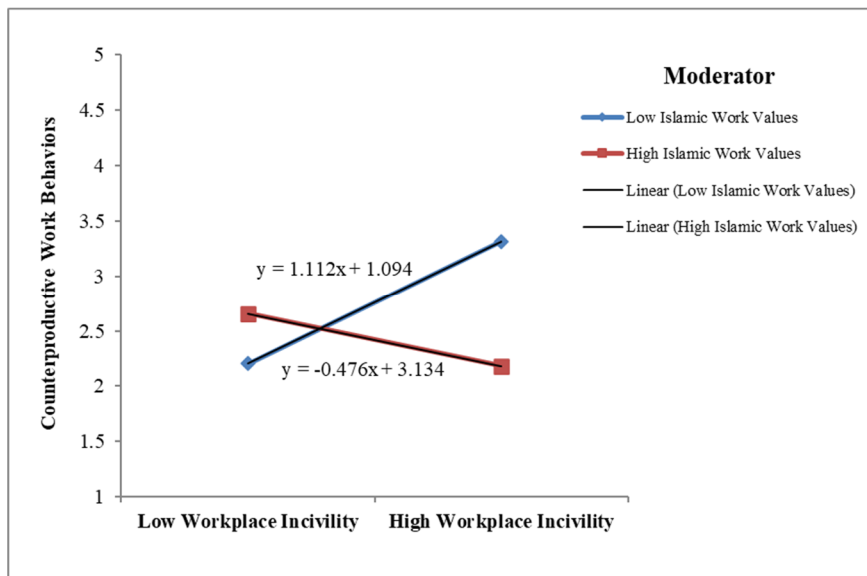 5
4.5
4
3.5
3
2.5
2
1.5
1
Counterproductive Work Behaviors
y = 1.112x + 1.094
y = -0.476x + 3.134
Low Workplace Incivility
High Workplace Incivility
Moderator
Low Islamic Work Values
High Islamic Work Values
Linear (Low Islamic Work Values)
Linear (High Islamic Work Values)